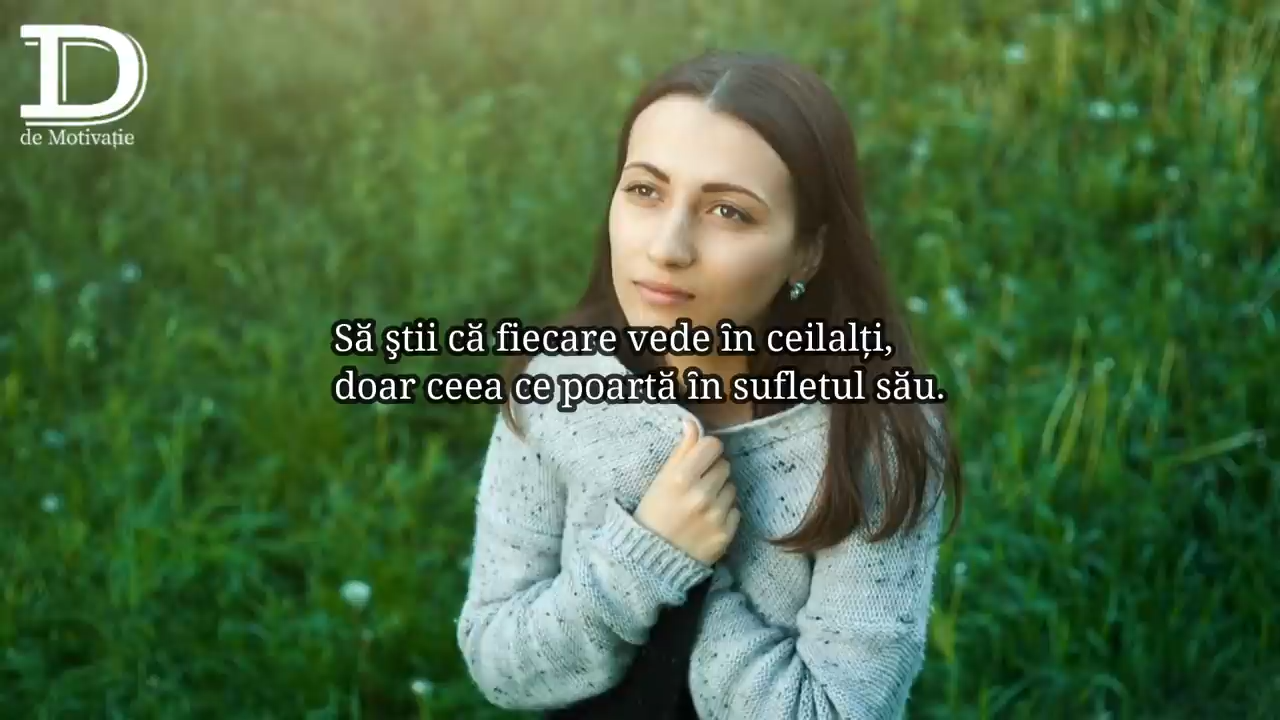 D
de Motivație
Să ştii că fiecare vede în ceilalți,
doar ceea ce poartă în sufletul său.